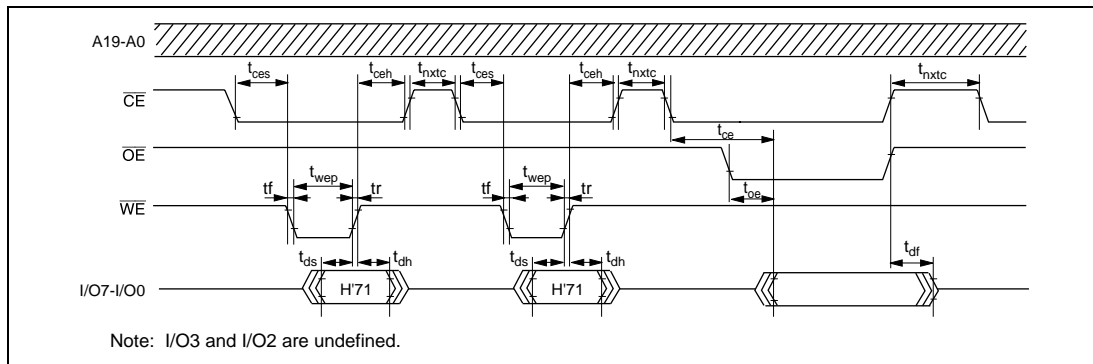 A19-A0
tces tceh tnxtc tces tceh tnxtc tnxtc
CE
tce
OE
twep twep
tf tr tf tr toe
WE
tds tdh tds tdh tdf
I/O7-I/O0 H'71 H'71
Note: I/O3 and I/O2 are undefined.